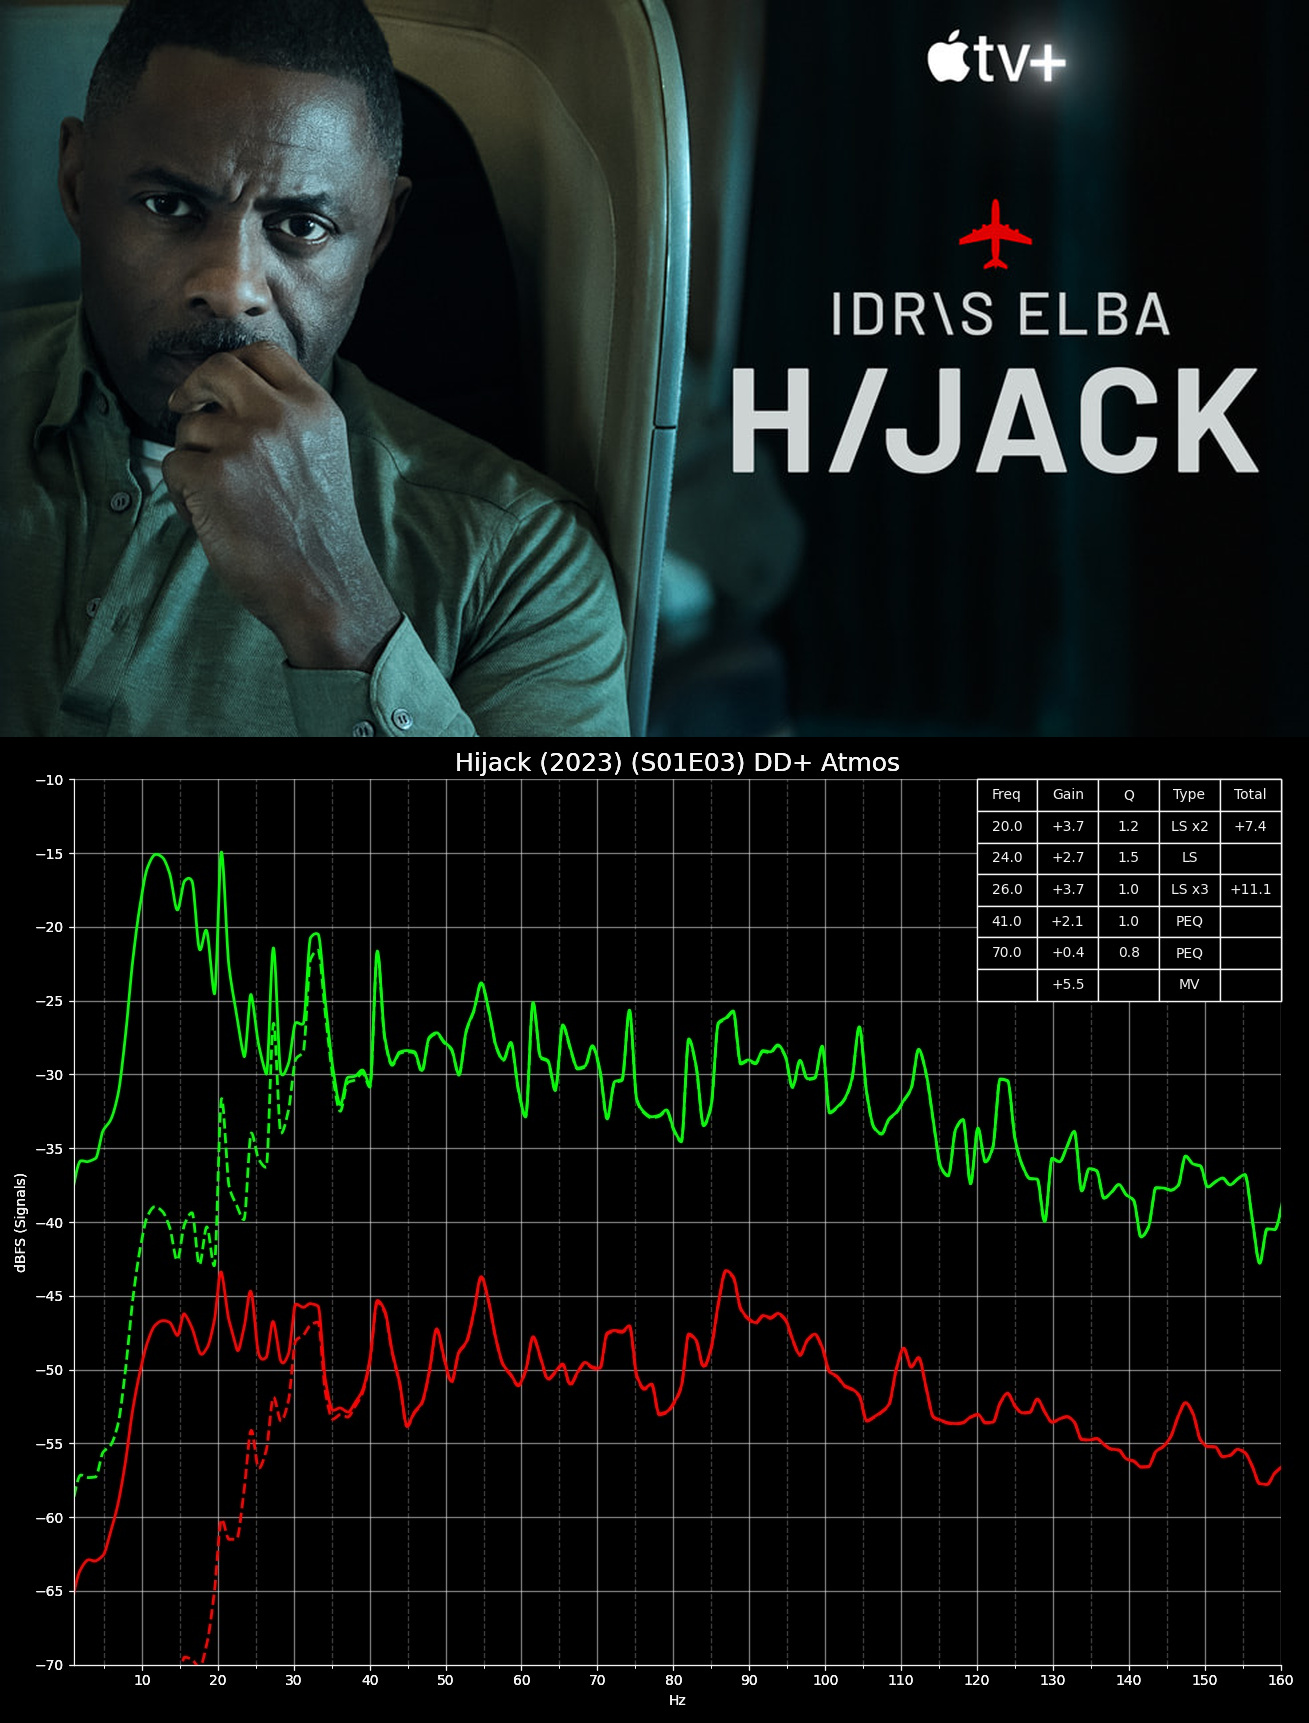 tv+
IDR\S ELBA
H/JACK
Hijack (2023) (S01E03) DD+ Atmos
Freq Gain Q Type Total
20.0 +3.7 1.2 LS x2 +7.4
24.0 +2.7 1.5 LS
26.0 +3.7 1.0 LS x3 +11.1
41.0 +2.1 1.0 PEQ
70.0 +0.4 0.8 PEQ
+5.5 MV
−10
−15
−20
−25
−30
−35
−40
−45
−50
−55
−60
−65
−70
dBFS (Signals)
10 20 30 40 50 60 70 80 90 100 110 120 130 140 150 160
Hz